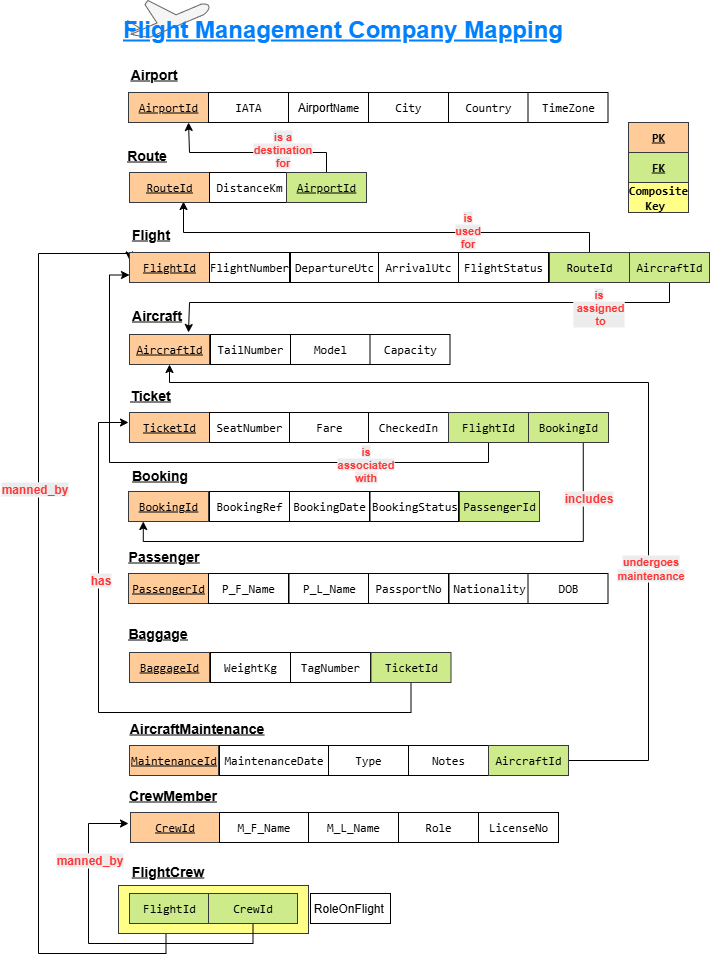 Flight Management Company Mapping
Airport
AirportId IATA AirportName City Country TimeZone
PK
FK
Composite
Key
is a
destination
for
Route
RouteId DistanceKm AirportId
is
used
for
Flight
FlightId FlightNumber DepartureUtc ArrivalUtc FlightStatus RouteId AircraftId
is
assigned
to
Aircraft
AircraftId TailNumber Model Capacity
Ticket
TicketId SeatNumber Fare CheckedIn FlightId BookingId
is
associated
with
Booking
manned_by
BookingId BookingRef BookingDate BookingStatus PassengerId
includes
Passenger
undergoes
maintenance
has
PassengerId P_F_Name P_L_Name PassportNo Nationality DOB
Baggage
BaggageId WeightKg TagNumber TicketId
AircraftMaintenance
MaintenanceId MaintenanceDate Type Notes AircraftId
CrewMember
CrewId M_F_Name M_L_Name Role LicenseNo
manned_by
FlightCrew
FlightId CrewId RoleOnFlight